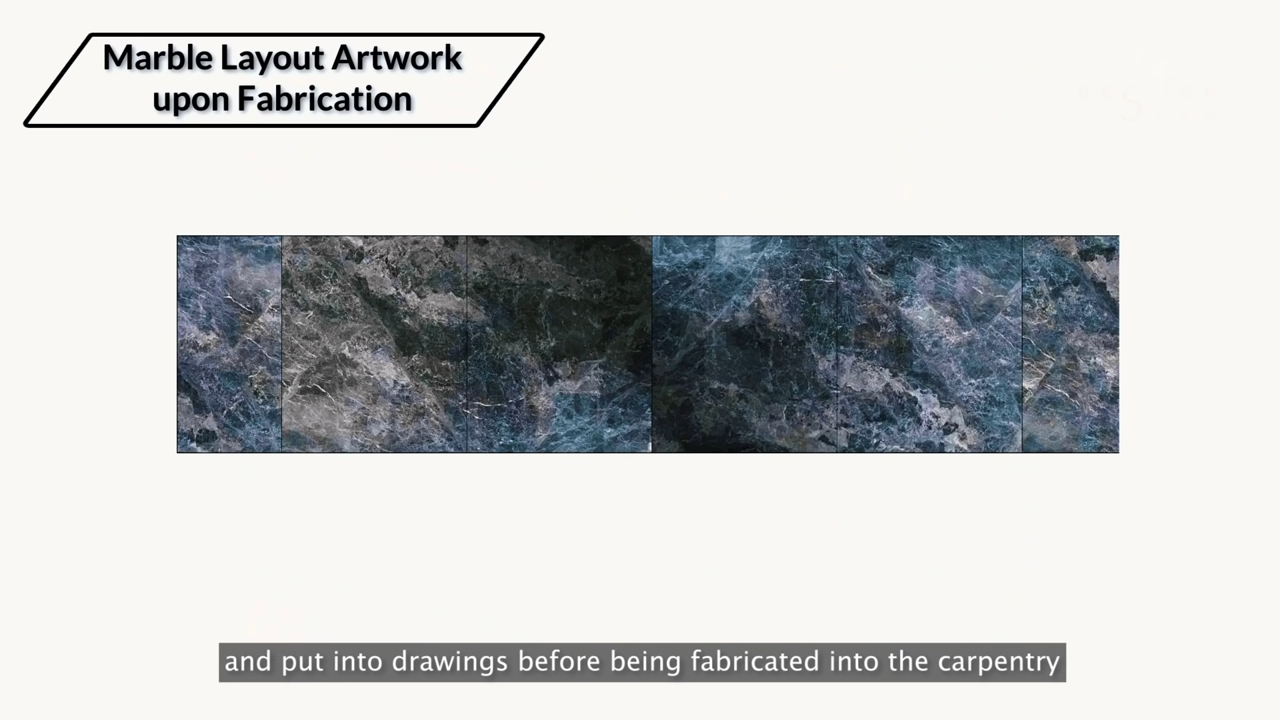 Marble Layout Artwork
upon Fabrication
and put into drawings before being fabricated into the carpentry